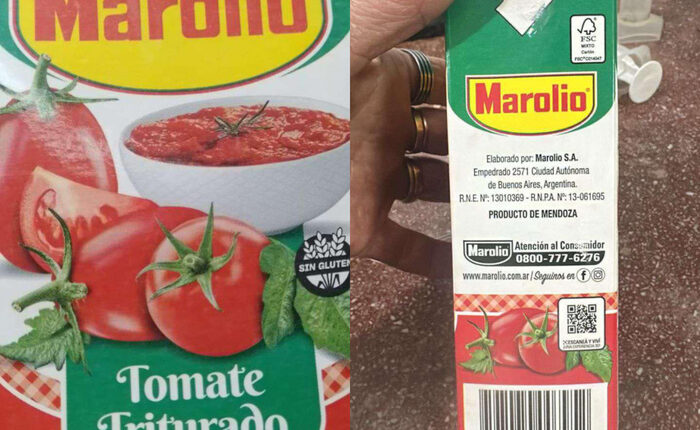 Marolio
SIN GLUTEN
Tomate
Triturado
FSC
MIXTO
Cartón
Marolio
Elaborado por: Marolio S.A.
Empedrado 2571 Ciudad Autónoma
de Buenos Aires, Argentina.
R.N.E. Nº: 13010369 - R.N.P.A. Nº: 13-061695
PRODUCTO DE MENDOZA
Marolio Atención al Consumidor
0800-777-6276
www.marolio.com.ar / Seguinos en
ESCANEÁ Y VIVÍ